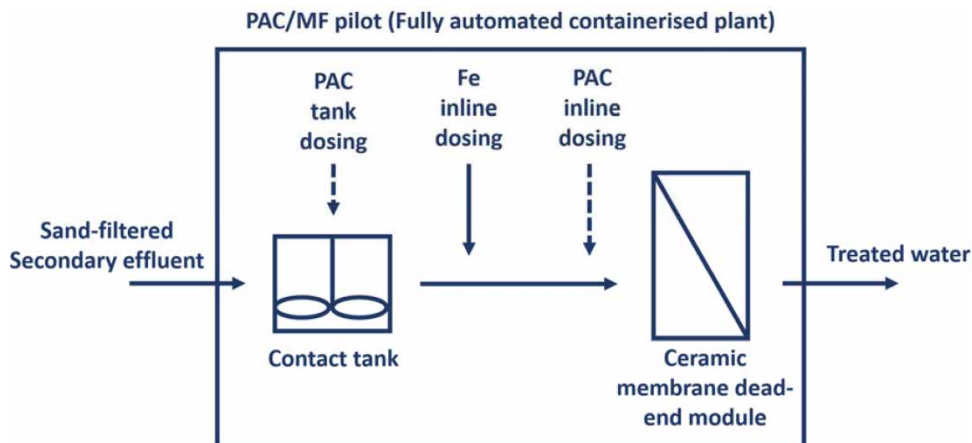 PAC/MF pilot (Fully automated containerised plant)
PAC
tank
dosing
Fe
inline
dosing
PAC
inline
dosing
Sand-filtered
Secondary effluent
Contact tank
Ceramic
membrane dead-
end module
Treated water